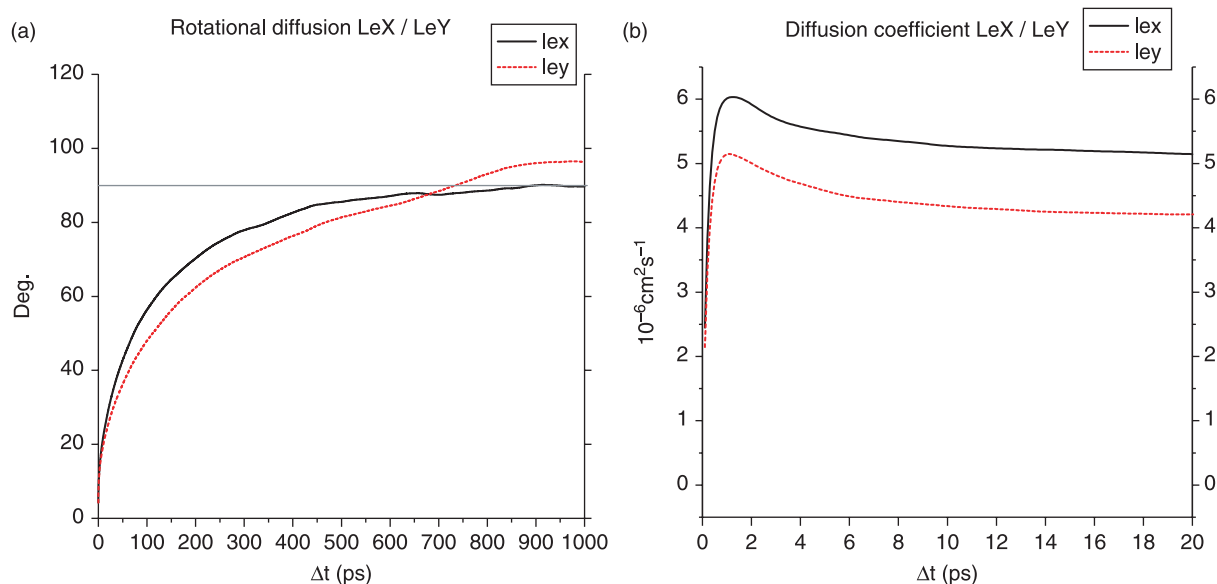 (a)
Rotational diffusion LeX / LeY
lex
ley
120
100
80
60
40
20
0
Deg.
0 100 200 300 400 500 600 700 800 900 1000
Δt (ps)
(b)
Diffusion coefficient LeX / LeY
lex
ley
6 6
5 5
4 4
3 3
2 2
1 1
0 0
10⁻⁶cm²s⁻¹
0 2 4 6 8 10 12 14 16 18 20
Δt (ps)